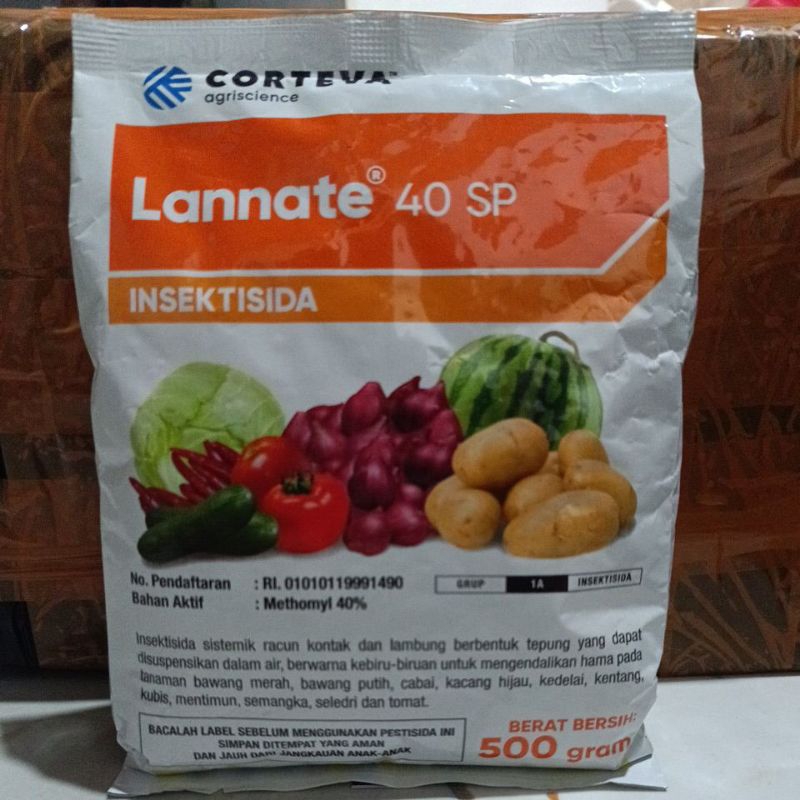 CORTEVA™
agriscience
Lannate® 40 SP
INSEKTISIDA
No. Pendaftaran : RI. 01010119991490
Bahan Aktif : Methomyl 40%
GRUP 1A INSEKTISIDA
Insektisida sistemik racun kontak dan lambung berbentuk tepung yang dapat
disuspensikan dalam air, berwarna kebiru-biruan untuk mengendalikan hama pada
tanaman bawang merah, bawang putih, cabai, kacang hijau, kedelai, kentang,
kubis, mentimun, semangka, seledri dan tomat.
BACALAH LABEL SEBELUM MENGGUNAKAN PESTISIDA INI
SIMPAN DITEMPAT YANG AMAN
DAN JAUH DARI JANGKAUAN ANAK-ANAK
BERAT BERSIH:
500 gram